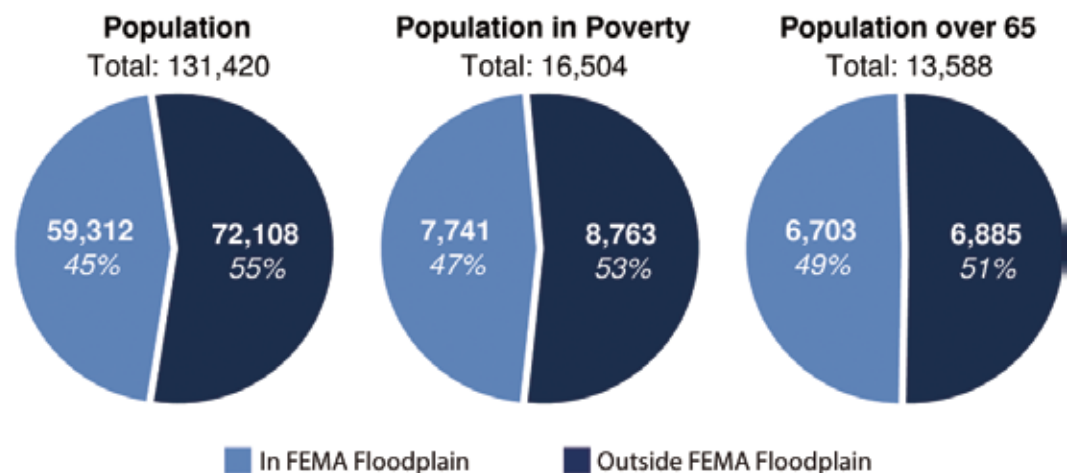 Population
Total: 131,420
59,312
45%
72,108
55%
Population in Poverty
Total: 16,504
7,741
47%
8,763
53%
Population over 65
Total: 13,588
6,703
49%
6,885
51%
In FEMA Floodplain
Outside FEMA Floodplain